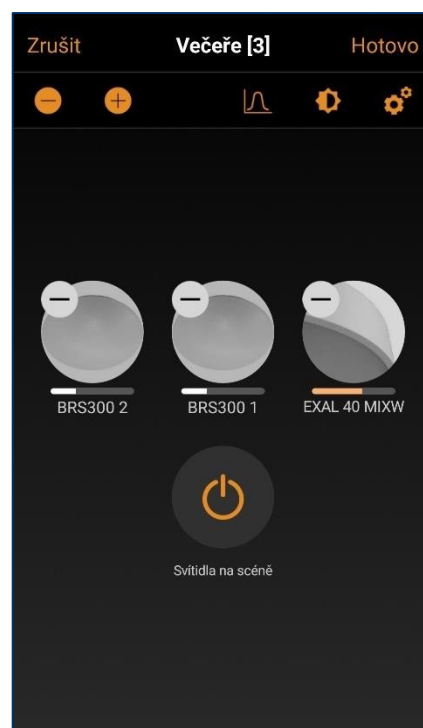 Zrušit
Večeře [3]
Hotovo
BRS300 2
BRS300 1
EXAL 40 MIXW
Svítidla na scéně